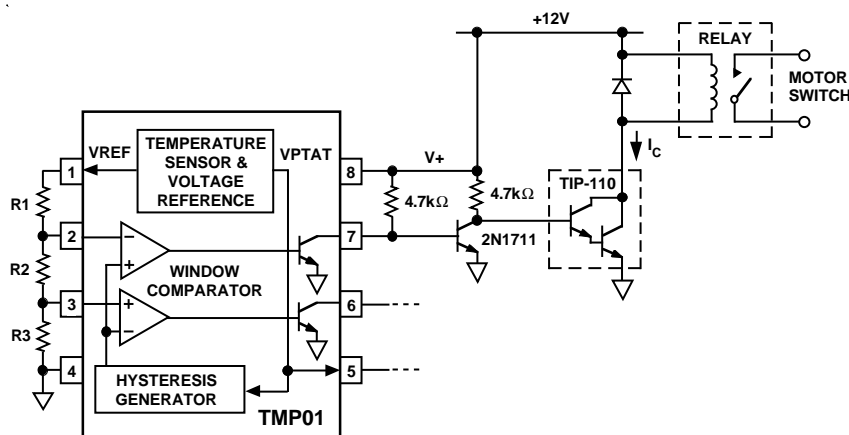 +12V
RELAY
MOTOR
SWITCH
IC
TIP-110
V+
4.7kΩ
4.7kΩ
2N1711
TEMPERATURE
SENSOR &
VOLTAGE
REFERENCE
VREF
VPTAT
1
8
R1
2
7
R2
WINDOW
COMPARATOR
−
+
+
−
3
6
R3
4
5
HYSTERESIS
GENERATOR
TMP01